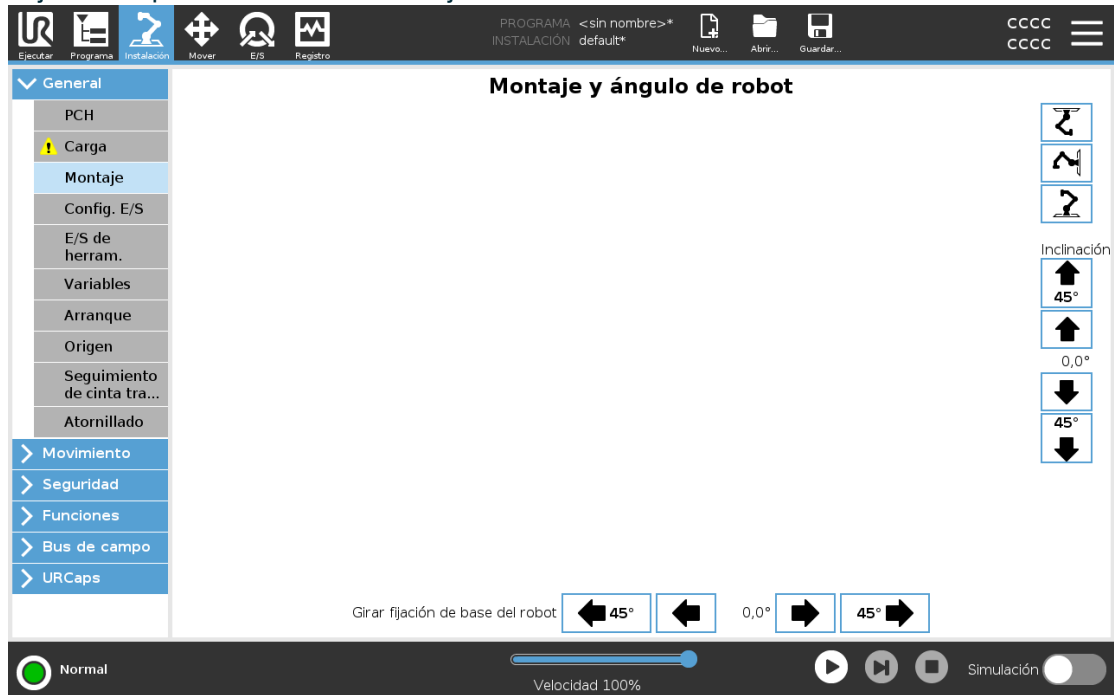 PROGRAMA <sin nombre>*
INSTALACIÓN default*
Ejecutar Programa Instalación Mover E/S Registro
Nuevo... Abrir... Guardar...
CCCC
CCCC
General
PCH
Carga
Montaje
Config. E/S
E/S de
herram.
Variables
Arranque
Origen
Seguimiento
de cinta tra...
Atornillado
Movimiento
Seguridad
Funciones
Bus de campo
URCaps
Montaje y ángulo de robot
Inclinación
45°
0,0°
45°
Girar fijación de base del robot 45° 0,0° 45°
Normal
Velocidad 100%
Simulación